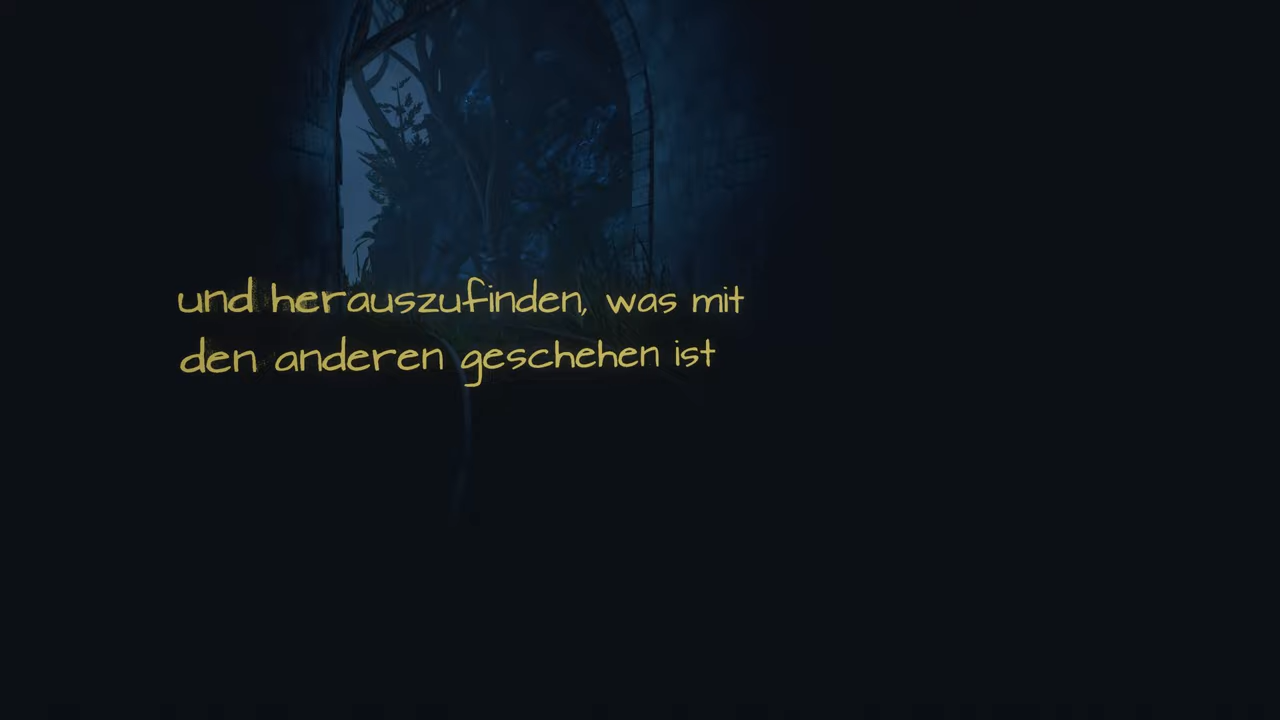 und herauszufinden, was mit
den anderen geschehen ist